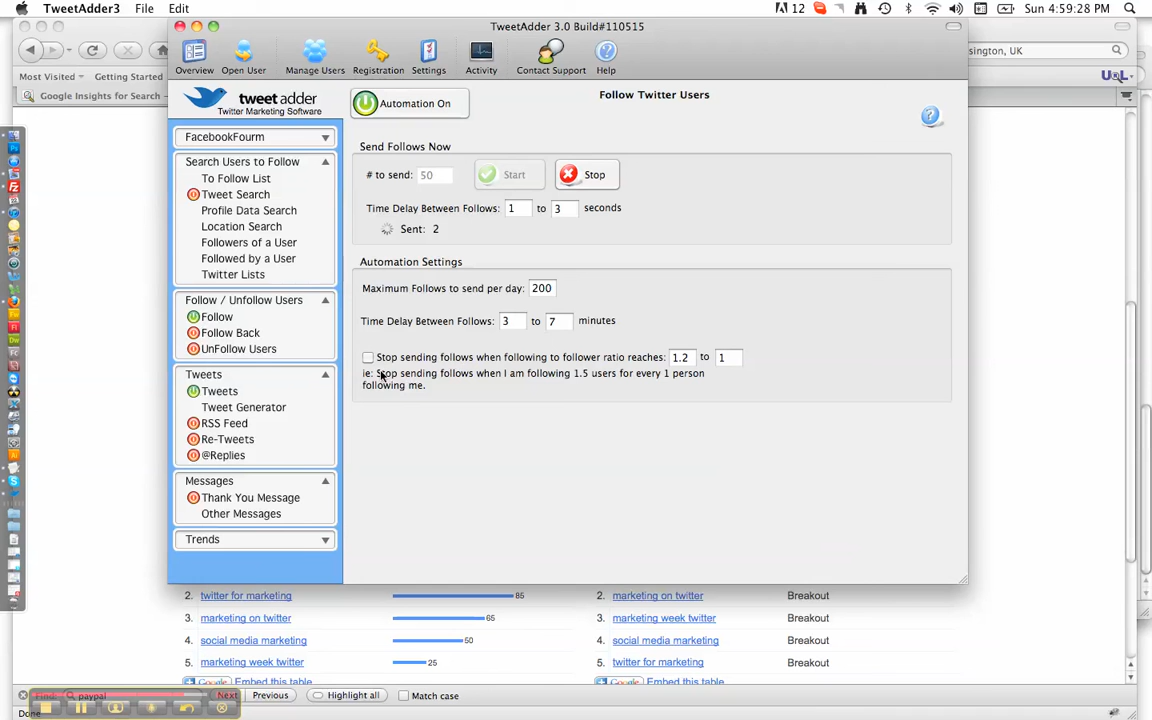 TweetAdder3 File Edit
12 Sun 4:59:28 PM
TweetAdder 3.0 Build#110515
sington, UK
Overview Open User Manage Users Registration Settings Activity Contact Support Help
Most Visited Getting Started
Google Insights for Search –
tweet adder
Twitter Marketing Software
Automation On
Follow Twitter Users
FacebookFourm
Search Users to Follow
To Follow List
Tweet Search
Profile Data Search
Location Search
Followers of a User
Followed by a User
Twitter Lists
Follow / Unfollow Users
Follow
Follow Back
UnFollow Users
Tweets
Tweets
Tweet Generator
RSS Feed
Re-Tweets
@Replies
Messages
Thank You Message
Other Messages
Trends
Send Follows Now
# to send: 50 Start Stop
Time Delay Between Follows: 1 to 3 seconds
Sent: 2
Automation Settings
Maximum Follows to send per day: 200
Time Delay Between Follows: 3 to 7 minutes
Stop sending follows when following to follower ratio reaches: 1.2 to 1
ie: Stop sending follows when I am following 1.5 users for every 1 person
following me.
2. twitter for marketing 85 2. marketing on twitter Breakout
3. marketing on twitter 65 3. marketing week twitter Breakout
4. social media marketing 50 4. social media marketing Breakout
5. marketing week twitter 25 5. twitter for marketing Breakout
Google Embed this table Google Embed this table
Find: paypal Next Previous Highlight all Match case
Done